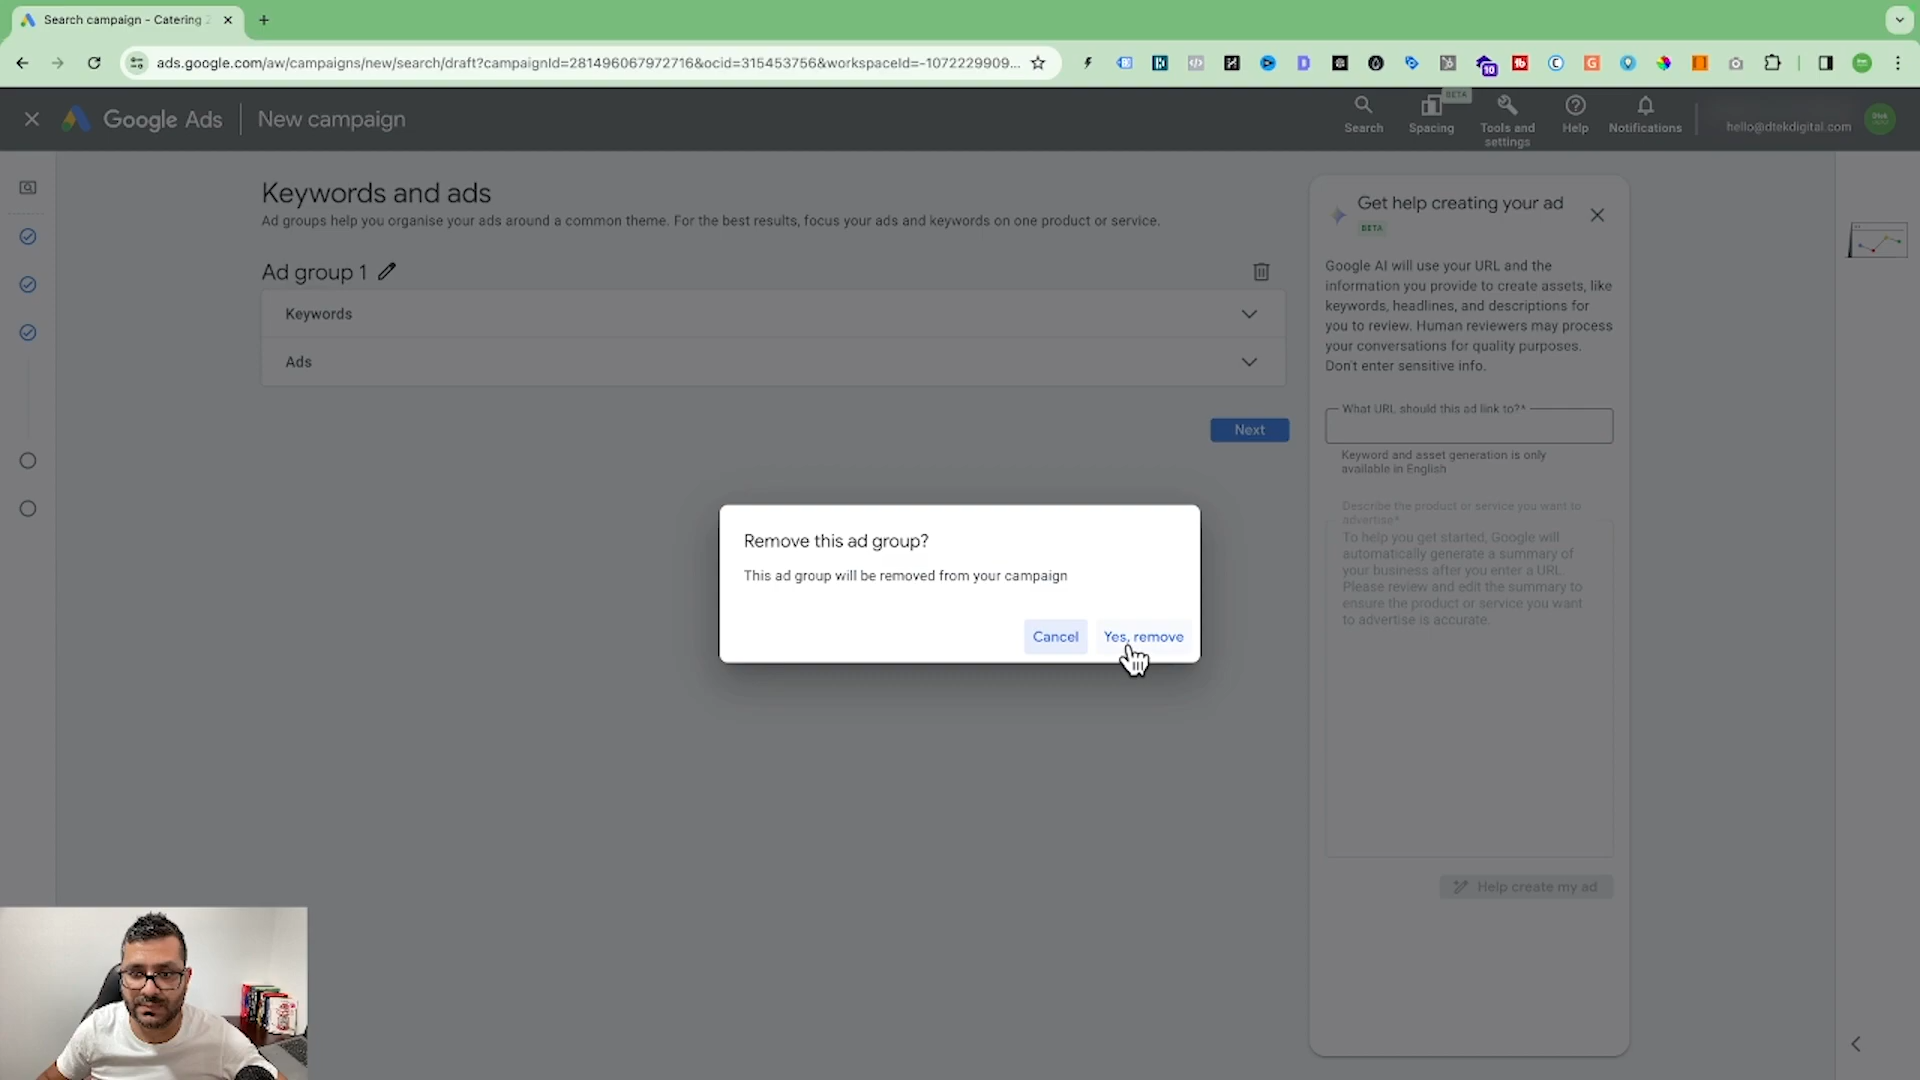 Search campaign - Catering 2
ads.google.com/aw/campaigns/new/search/draft?campaignId=281496067972716&ocid=315453756&workspaceId=-1072229909...
10
Google Ads
New campaign
Search
BETA
Spacing
Tools and
settings
Help
Notifications
hello@dtekdigital.com
Keywords and ads
Ad groups help you organise your ads around a common theme. For the best results, focus your ads and keywords on one product or service.
Ad group 1
Keywords
Ads
Next
Get help creating your ad
BETA
Google AI will use your URL and the
information you provide to create assets, like
keywords, headlines, and descriptions for
you to review. Human reviewers may process
your conversations for quality purposes.
Don't enter sensitive info.
What URL should this ad link to?*
Keyword and asset generation is only
available in English
Describe the product or service you want to
advertise*
To help you get started, Google will
automatically generate a summary of
your business after you enter a URL.
Please review and edit the summary to
ensure the product or service you want
to advertise is accurate.
Help create my ad
Remove this ad group?
This ad group will be removed from your campaign
Cancel
Yes, remove